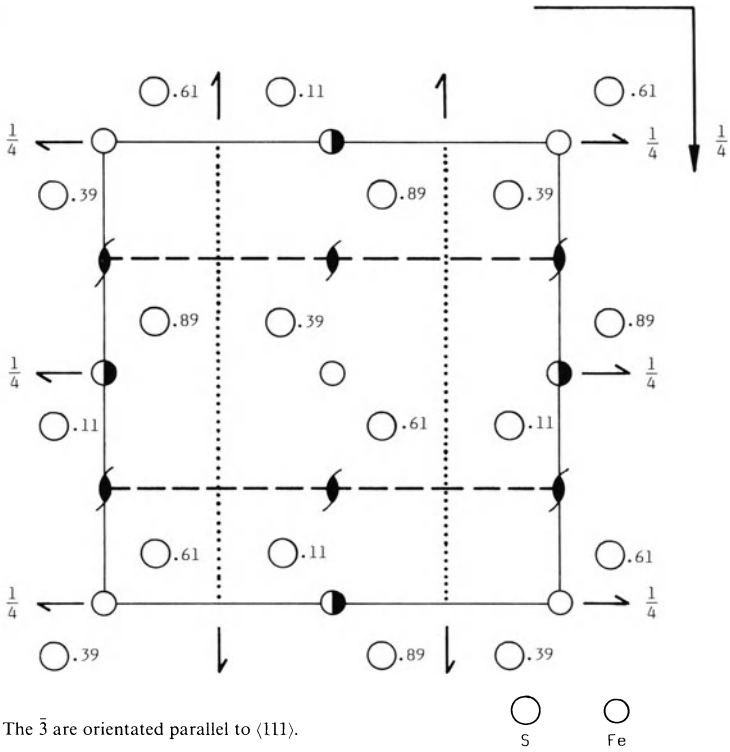 .61 .11 .61
1/4 1/4 1/4
.39 .89 .39
.89 .39 .89
1/4 1/4
.11 .61 .11
.61 .11 .61
1/4 1/4
.39 .89 .39
The 3̄ are orientated parallel to ⟨111⟩.
S Fe